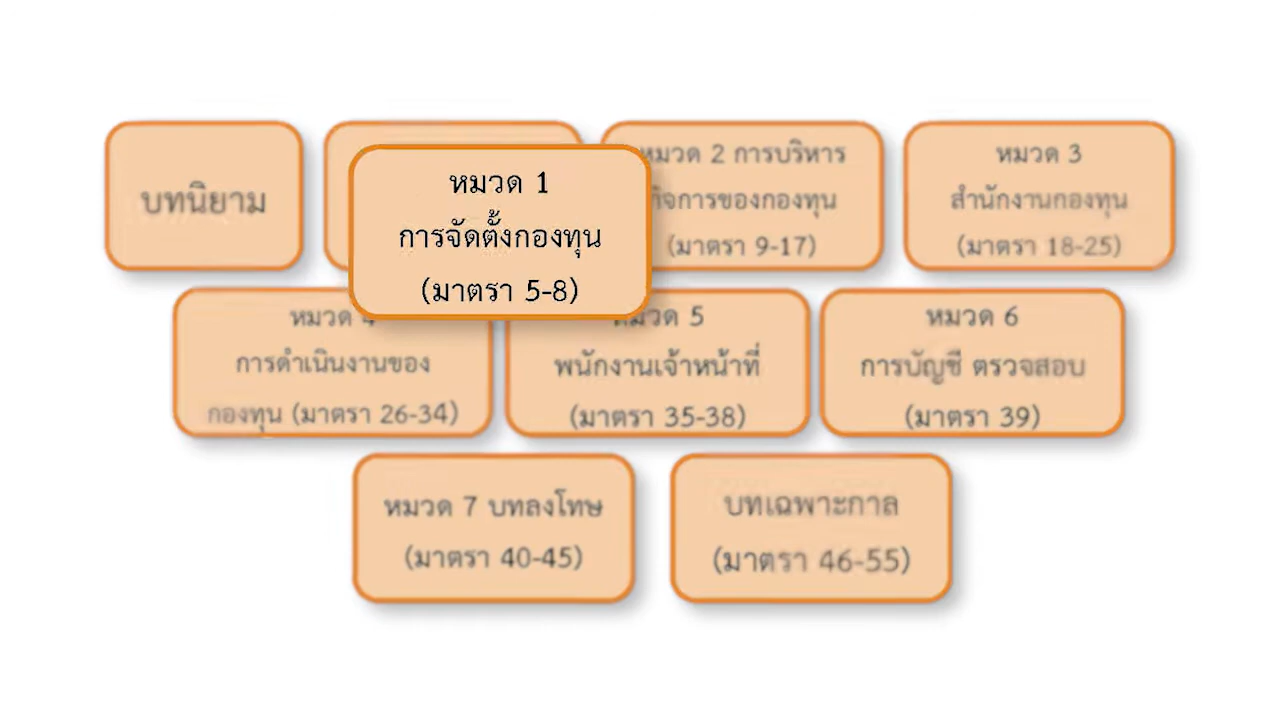 บทนิยาม
หมวด 1
การจัดตั้งกองทุน
(มาตรา 5-8)
หมวด 2 การบริหาร
กิจการของกองทุน
(มาตรา 9-17)
หมวด 3
สำนักงานกองทุน
(มาตรา 18-25)
หมวด 4
การดำเนินงานของ
กองทุน (มาตรา 26-34)
หมวด 5
พนักงานเจ้าหน้าที่
(มาตรา 35-38)
หมวด 6
การบัญชี ตรวจสอบ
(มาตรา 39)
หมวด 7 บทลงโทษ
(มาตรา 40-45)
บทเฉพาะกาล
(มาตรา 46-55)